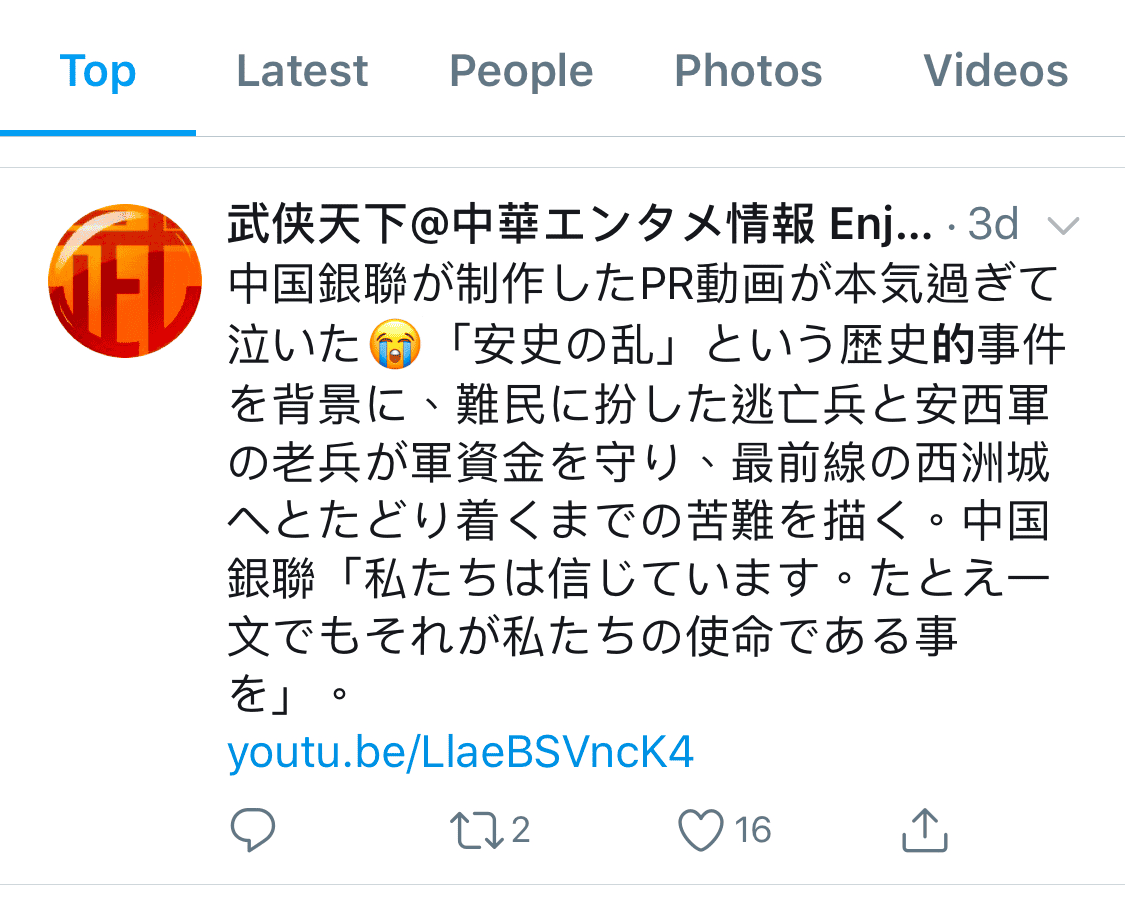 Top Latest People Photos Videos
武侠天下@中華エンタメ情報 Enj... · 3d
中国銀聯が制作したPR動画が本気過ぎて
泣いた😭「安史の乱」という歴史的事件
を背景に、難民に扮した逃亡兵と安西軍
の老兵が軍資金を守り、最前線の西洲城
へとたどり着くまでの苦難を描く。中国
銀聯「私たちは信じています。たとえ一
文でもそれが私たちの使命である事
を」。
youtu.be/LlaeBSVncK4
2 16